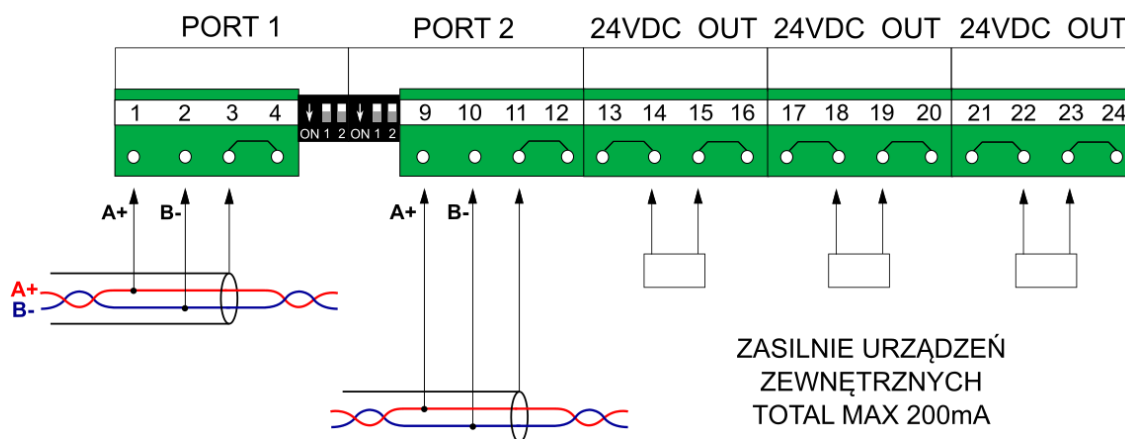 PORT 1 PORT 2 24VDC OUT 24VDC OUT 24VDC OUT
1 2 3 4 9 10 11 12 13 14 15 16 17 18 19 20 21 22 23 24
ON 1 2 ON 1 2
A+ B- A+ B-
A+
B-
ZASILNIE URZĄDZEŃ
ZEWNĘTRZNYCH
TOTAL MAX 200mA